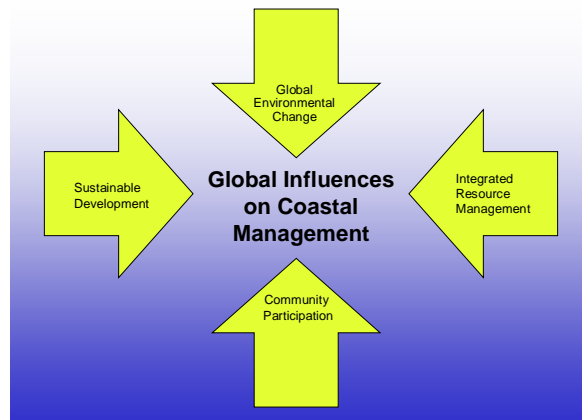 Global
Environmental
Change
Sustainable
Development
Global Influences
on Coastal
Management
Integrated
Resource
Management
Community
Participation